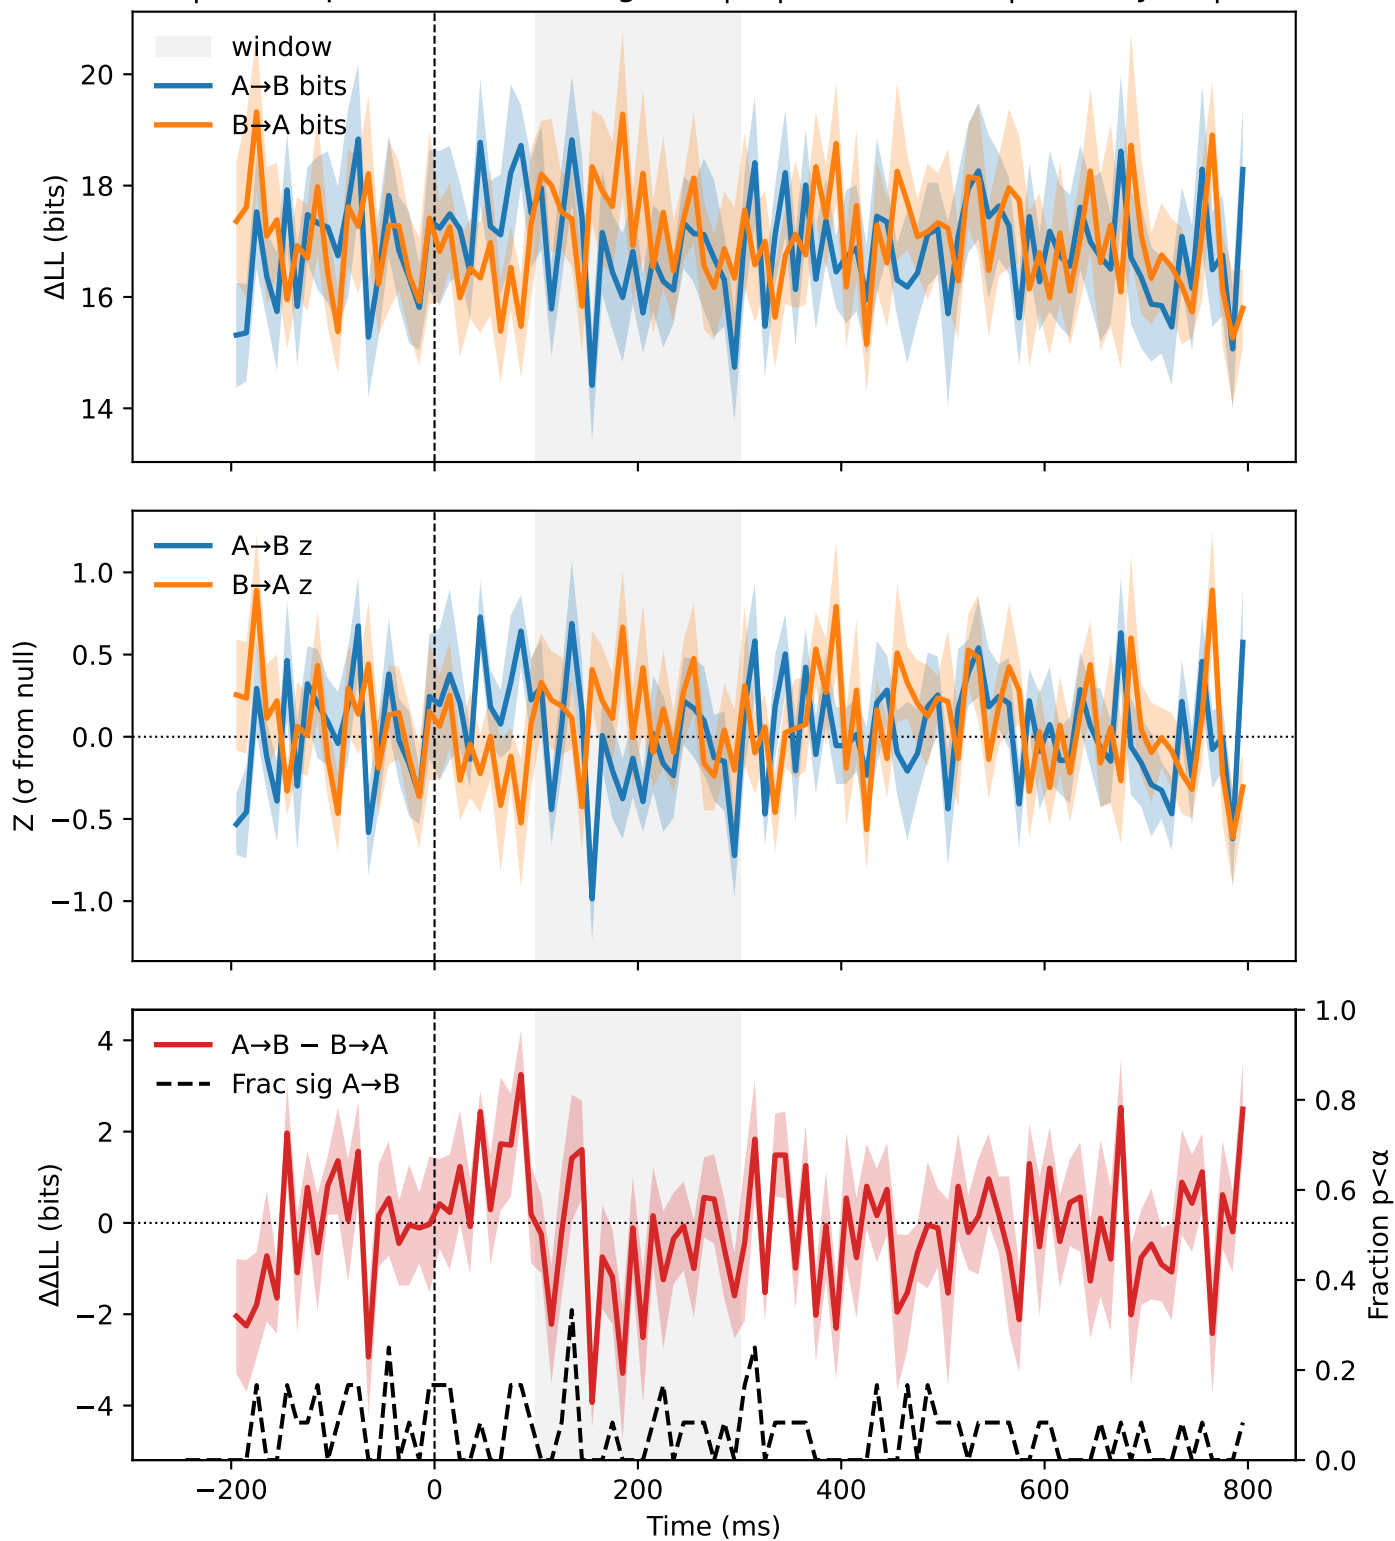 window
A→B bits
B→A bits
20
18
16
14
ΔLL (bits)
A→B z
B→A z
1.0
0.5
0.0
−0.5
−1.0
Z (σ from null)
A→B − B→A
Frac sig A→B
4
2
0
−2
−4
ΔΔLL (bits)
1.0
0.8
0.6
0.4
0.2
0.0
Fraction p<α
−200
0
200
400
600
800
Time (ms)